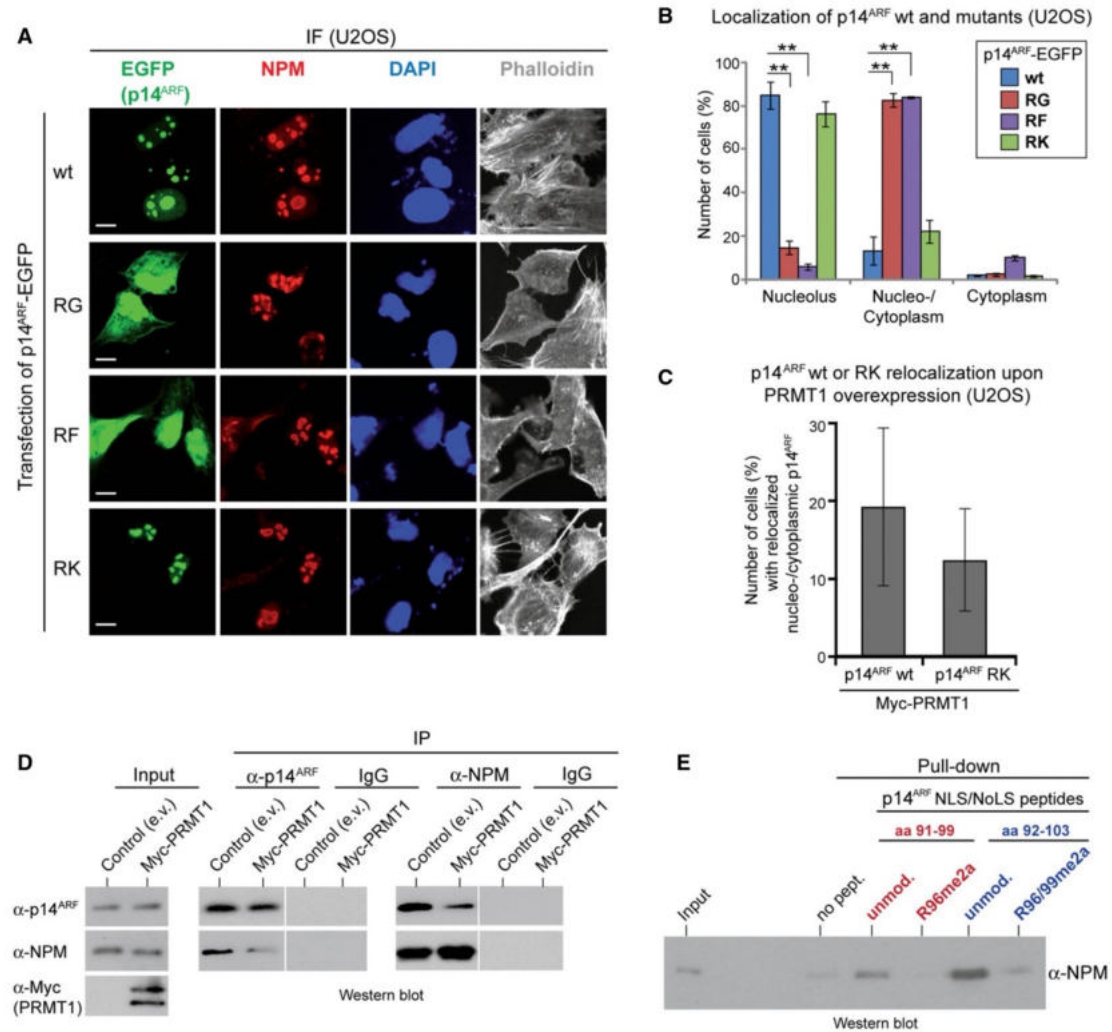 A
IF (U2OS)
EGFP
(p14ARF)
NPM
DAPI
Phalloidin
Transfection of p14ARF-EGFP
wt
RG
RF
RK
B
Localization of p14ARF wt and mutants (U2OS)
Number of cells (%)
100
80
60
40
20
0
**
**
**
**
p14ARF-EGFP
wt
RG
RF
RK
Nucleolus
Nucleo-/
Cytoplasm
Cytoplasm
C
p14ARF wt or RK relocalization upon
PRMT1 overexpression (U2OS)
Number of cells (%)
with relocalized
nucleo-/cytoplasmic p14ARF
30
20
10
0
p14ARF wt
p14ARF RK
Myc-PRMT1
D
IP
Input
α-p14ARF
IgG
α-NPM
IgG
Control (e.v.)
Myc-PRMT1
Control (e.v.)
Myc-PRMT1
Control (e.v.)
Myc-PRMT1
Control (e.v.)
Myc-PRMT1
Control (e.v.)
Myc-PRMT1
α-p14ARF
α-NPM
α-Myc
(PRMT1)
Western blot
E
Pull-down
p14ARF NLS/NoLS peptides
aa 91-99
aa 92-103
Input
no pept.
unmod.
R96me2a
unmod.
R96/99me2a
α-NPM
Western blot